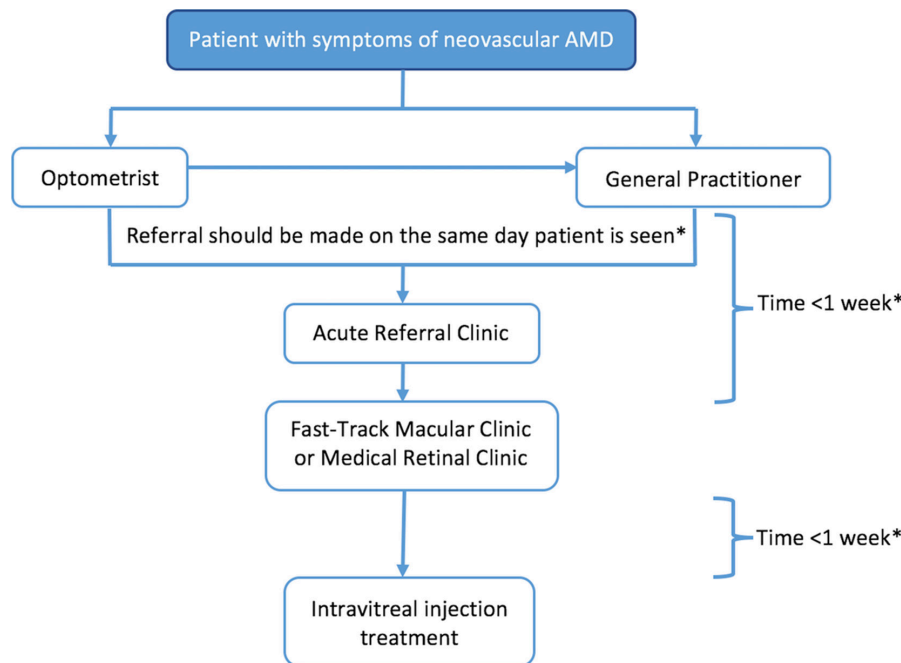 Patient with symptoms of neovascular AMD
Optometrist
General Practitioner
Referral should be made on the same day patient is seen*
Time <1 week*
Acute Referral Clinic
Fast-Track Macular Clinic
or Medical Retinal Clinic
Time <1 week*
Intravitreal injection
treatment